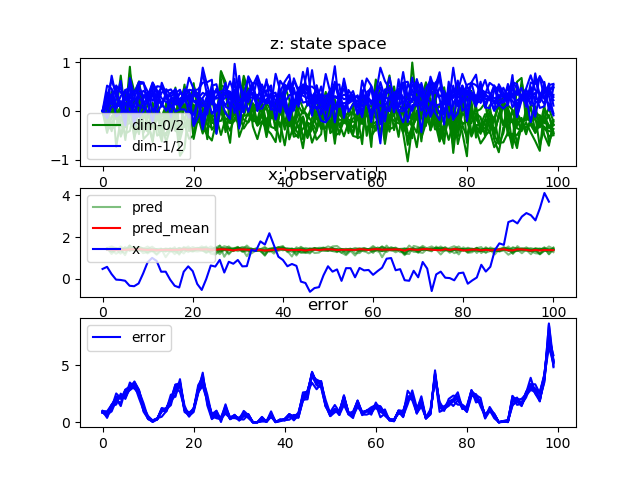 z: state space
1
0
−1
dim-0/2
dim-1/2
0 20 40 60 80 100
x: observation
4
2
0
pred
pred_mean
x
0 20 40 60 80 100
error
5
0
error
0 20 40 60 80 100